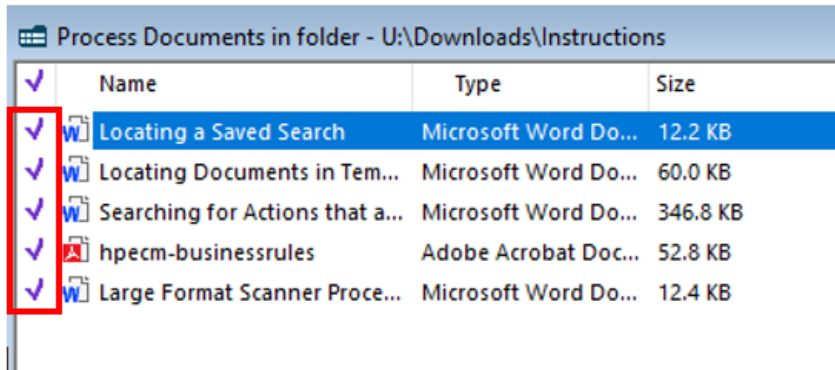 Process Documents in folder - U:\Downloads\Instructions
Name Type Size
Locating a Saved Search Microsoft Word Do... 12.2 KB
Locating Documents in Tem... Microsoft Word Do... 60.0 KB
Searching for Actions that a... Microsoft Word Do... 346.8 KB
hpecm-businessrules Adobe Acrobat Doc... 52.8 KB
Large Format Scanner Proce... Microsoft Word Do... 12.4 KB